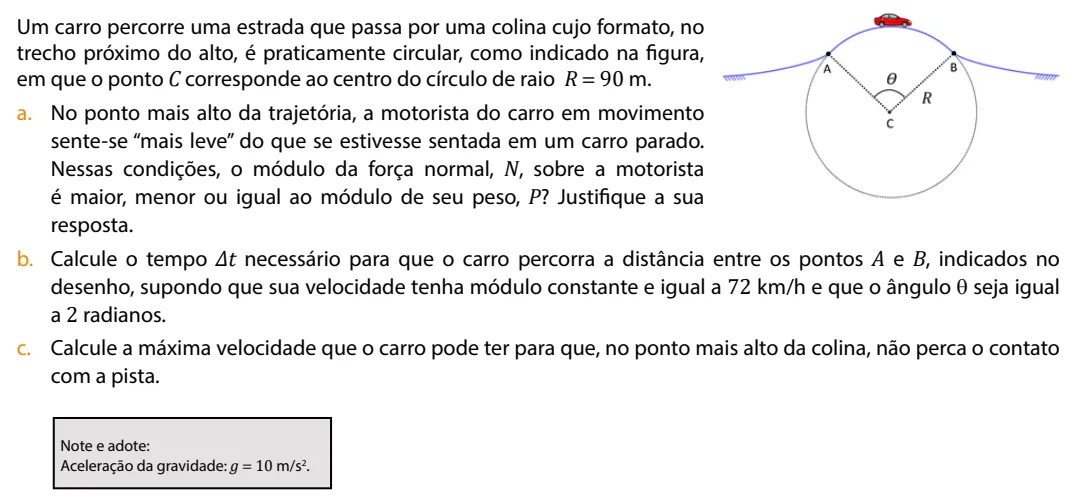 Um carro percorre uma estrada que passa por uma colina cujo formato, no
trecho próximo do alto, é praticamente circular, como indicado na figura,
em que o ponto C corresponde ao centro do círculo de raio R = 90 m.
a. No ponto mais alto da trajetória, a motorista do carro em movimento
sente-se “mais leve” do que se estivesse sentada em um carro parado.
Nessas condições, o módulo da força normal, N, sobre a motorista
é maior, menor ou igual ao módulo de seu peso, P? Justifique a sua
resposta.
A
B
θ
R
C
b. Calcule o tempo Δt necessário para que o carro percorra a distância entre os pontos A e B, indicados no
desenho, supondo que sua velocidade tenha módulo constante e igual a 72 km/h e que o ângulo θ seja igual
a 2 radianos.
c. Calcule a máxima velocidade que o carro pode ter para que, no ponto mais alto da colina, não perca o contato
com a pista.
Note e adote:
Aceleração da gravidade: g = 10 m/s².